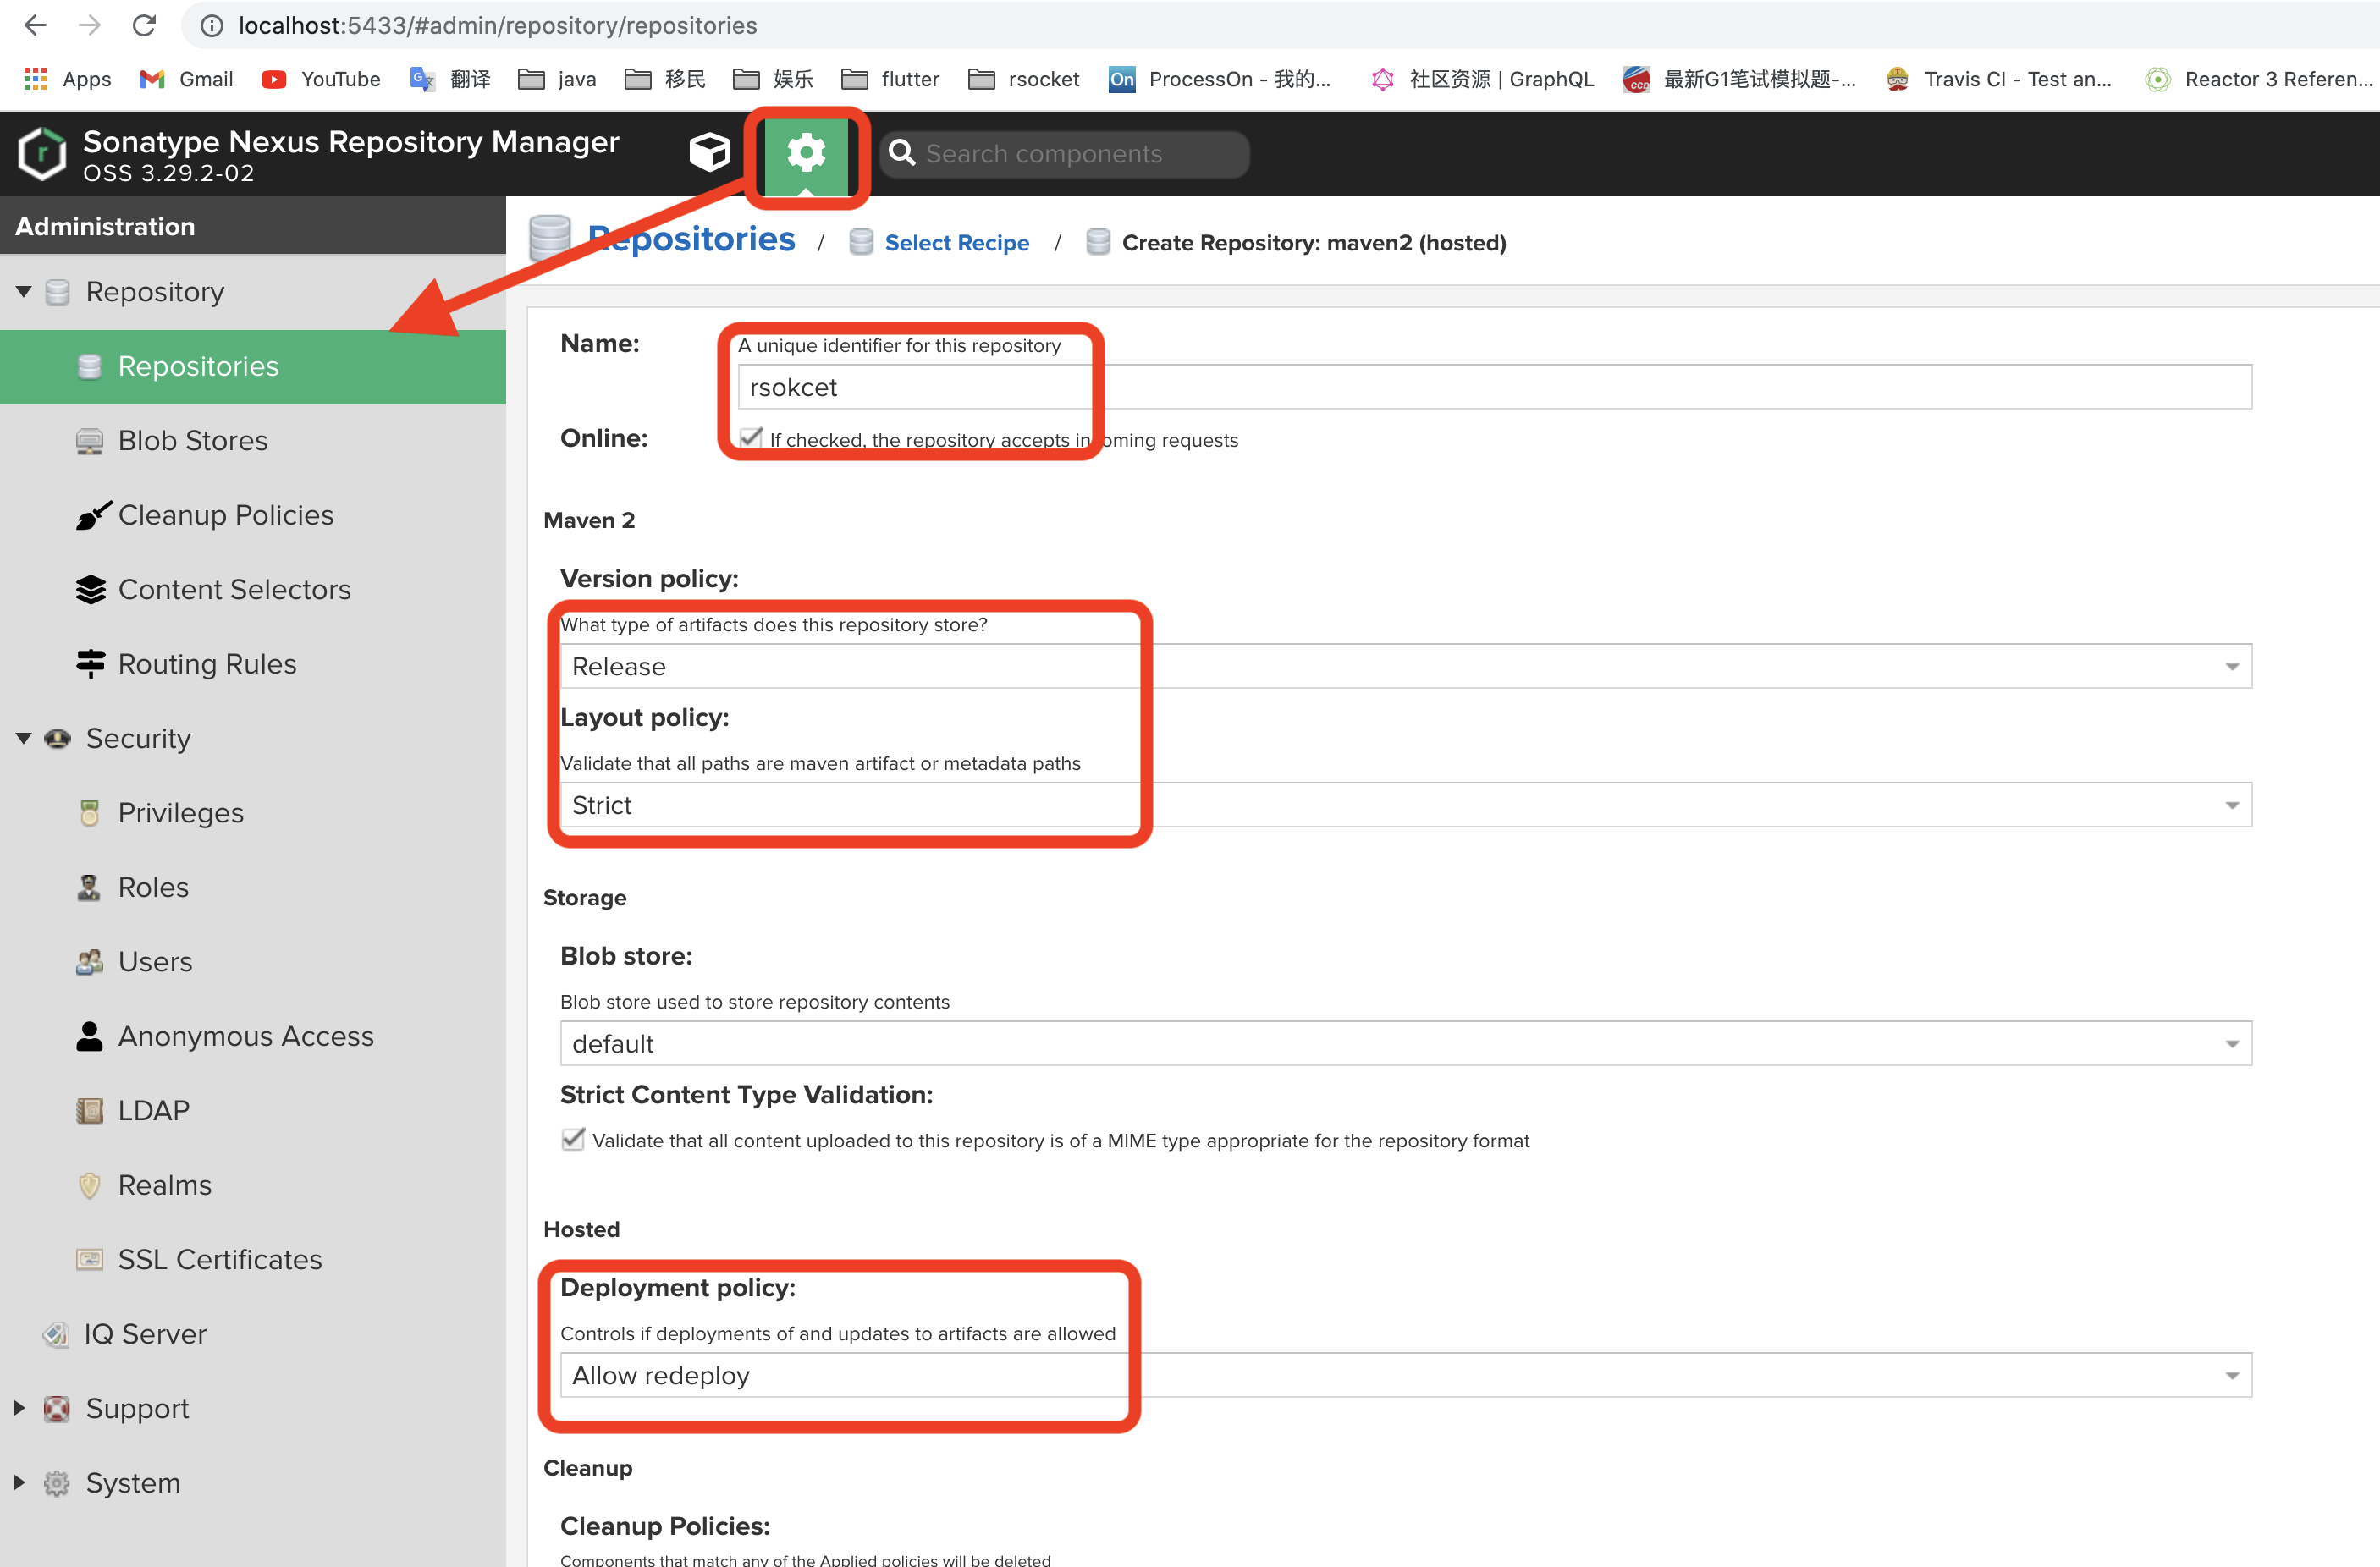 localhost:5433/#admin/repository/repositories
Apps Gmail YouTube 翻译 java 移民 娱乐 flutter rsocket On ProcessOn - 我的... 社区资源 | GraphQL 最新G1笔试模拟题-... Travis CI - Test an... Reactor 3 Referen...
Sonatype Nexus Repository Manager
OSS 3.29.2-02
Search components
Administration
Repository
Repositories
Blob Stores
Cleanup Policies
Content Selectors
Routing Rules
Security
Privileges
Roles
Users
Anonymous Access
LDAP
Realms
SSL Certificates
IQ Server
Support
System
Repositories / Select Recipe / Create Repository: maven2 (hosted)
Name:
A unique identifier for this repository
rsokcet
Online:
If checked, the repository accepts incoming requests
Maven 2
Version policy:
What type of artifacts does this repository store?
Release
Layout policy:
Validate that all paths are maven artifact or metadata paths
Strict
Storage
Blob store:
Blob store used to store repository contents
default
Strict Content Type Validation:
Validate that all content uploaded to this repository is of a MIME type appropriate for the repository format
Hosted
Deployment policy:
Controls if deployments of and updates to artifacts are allowed
Allow redeploy
Cleanup
Cleanup Policies:
Components that match any of the Applied policies will be deleted